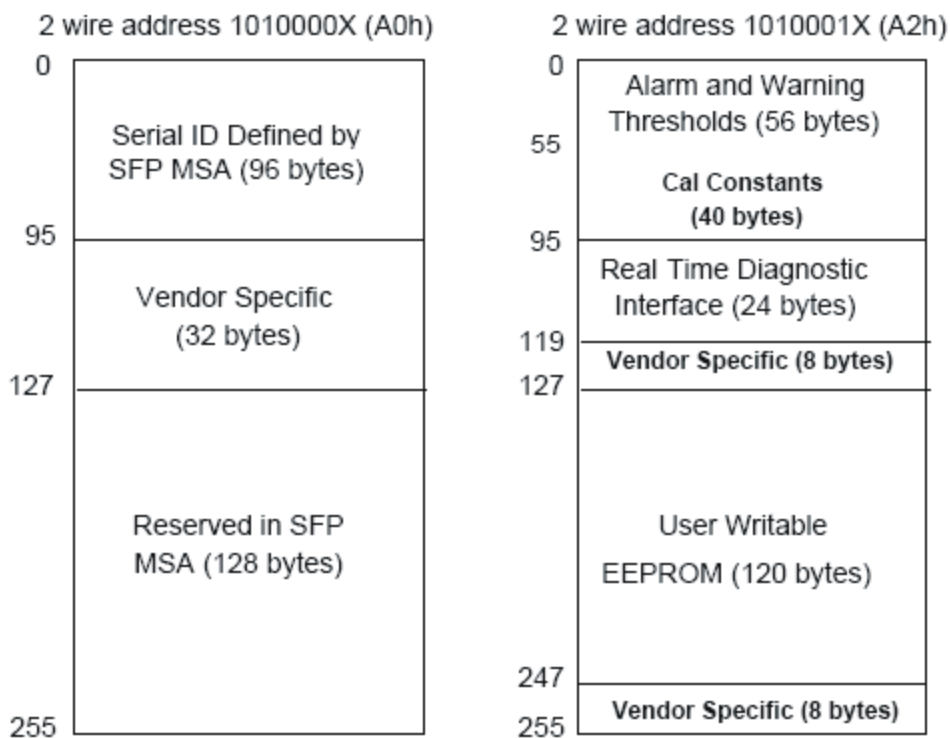 2 wire address 1010000X (A0h)
0
Serial ID Defined by
SFP MSA (96 bytes)
95
Vendor Specific
(32 bytes)
127
Reserved in SFP
MSA (128 bytes)
255
2 wire address 1010001X (A2h)
0
Alarm and Warning
Thresholds (56 bytes)
55
Cal Constants
(40 bytes)
95
Real Time Diagnostic
Interface (24 bytes)
119
Vendor Specific (8 bytes)
127
User Writable
EEPROM (120 bytes)
247
Vendor Specific (8 bytes)
255